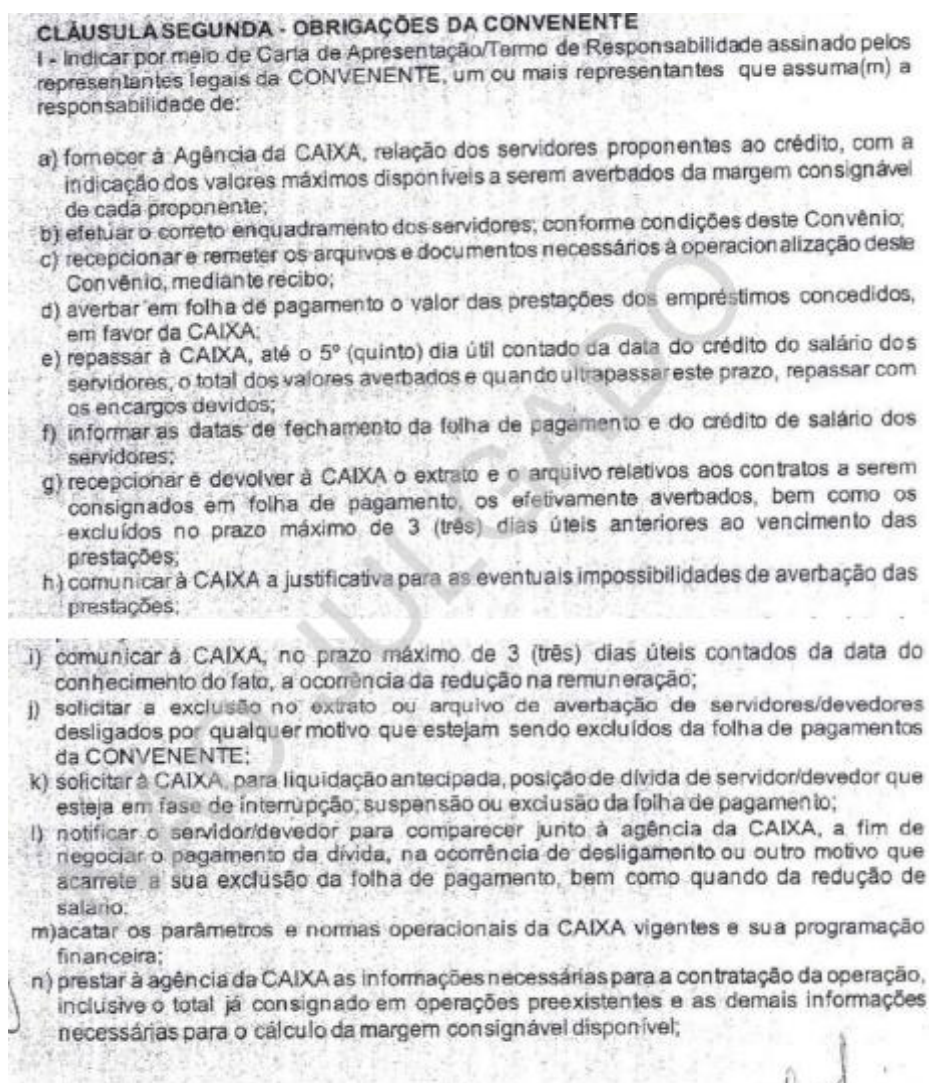 CLÁUSULA SEGUNDA - OBRIGAÇÕES DA CONVENENTE
I - Indicar por meio de Carta de Apresentação/Termo de Responsabilidade assinado pelos
representantes legais da CONVENENTE, um ou mais representantes que assuma(m) a
responsabilidade de:
a) fornecer à Agência da CAIXA, relação dos servidores proponentes ao crédito, com a
indicação dos valores máximos disponíveis a serem averbados da margem consignável
de cada proponente;
b) efetuar o correto enquadramento dos servidores, conforme condições deste Convênio;
c) recepcionar e remeter os arquivos e documentos necessários à operacionalização deste
Convênio, mediante recibo;
d) averbar em folha de pagamento o valor das prestações dos empréstimos concedidos,
em favor da CAIXA;
e) repassar à CAIXA, até o 5º (quinto) dia útil contado da data do crédito do salário dos
servidores, o total dos valores averbados e quando ultrapassar este prazo, repassar com
os encargos devidos;
f) informar as datas de fechamento da folha de pagamento e do crédito de salário dos
servidores;
g) recepcionar e devolver à CAIXA o extrato e o arquivo relativos aos contratos a serem
consignados em folha de pagamento, os efetivamente averbados, bem como os
excluídos no prazo máximo de 3 (três) dias úteis anteriores ao vencimento das
prestações;
h) comunicar à CAIXA a justificativa para as eventuais impossibilidades de averbação das
prestações;
i) comunicar à CAIXA, no prazo máximo de 3 (três) dias úteis contados da data do
conhecimento do fato, a ocorrência da redução na remuneração;
j) solicitar a exclusão no extrato ou arquivo de averbação de servidores/devedores
desligados por qualquer motivo que estejam sendo excluídos da folha de pagamentos
da CONVENENTE;
k) solicitar à CAIXA, para liquidação antecipada, posição de dívida de servidor/devedor que
esteja em fase de interrupção, suspensão ou exclusão da folha de pagamento;
l) notificar o servidor/devedor para comparecer junto à agência da CAIXA, a fim de
negociar o pagamento da dívida, na ocorrência de desligamento ou outro motivo que
acarrete a sua exclusão da folha de pagamento, bem como quando da redução de
salário;
m) acatar os parâmetros e normas operacionais da CAIXA vigentes e sua programação
financeira;
n) prestar à agência da CAIXA as informações necessárias para a contratação da operação,
inclusive o total já consignado em operações preexistentes e as demais informações
necessárias para o cálculo da margem consignável disponível;
JULGADO